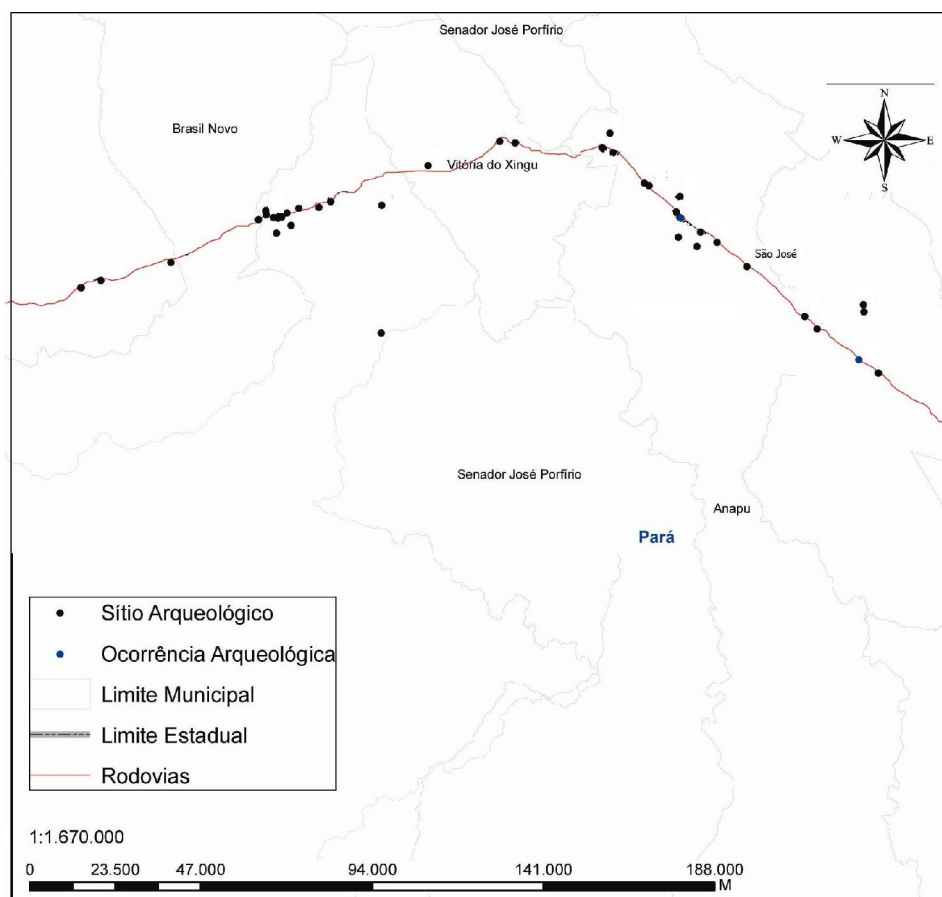 Senador José Porfírio
Brasil Novo
N
W
E
S
Vitória do Xingu
São José
Senador José Porfírio
Anapu
Pará
Sítio Arqueológico
Ocorrência Arqueológica
Limite Municipal
Limite Estadual
Rodovias
1:1.670.000
0 23.500 47.000 94.000 141.000 188.000
M